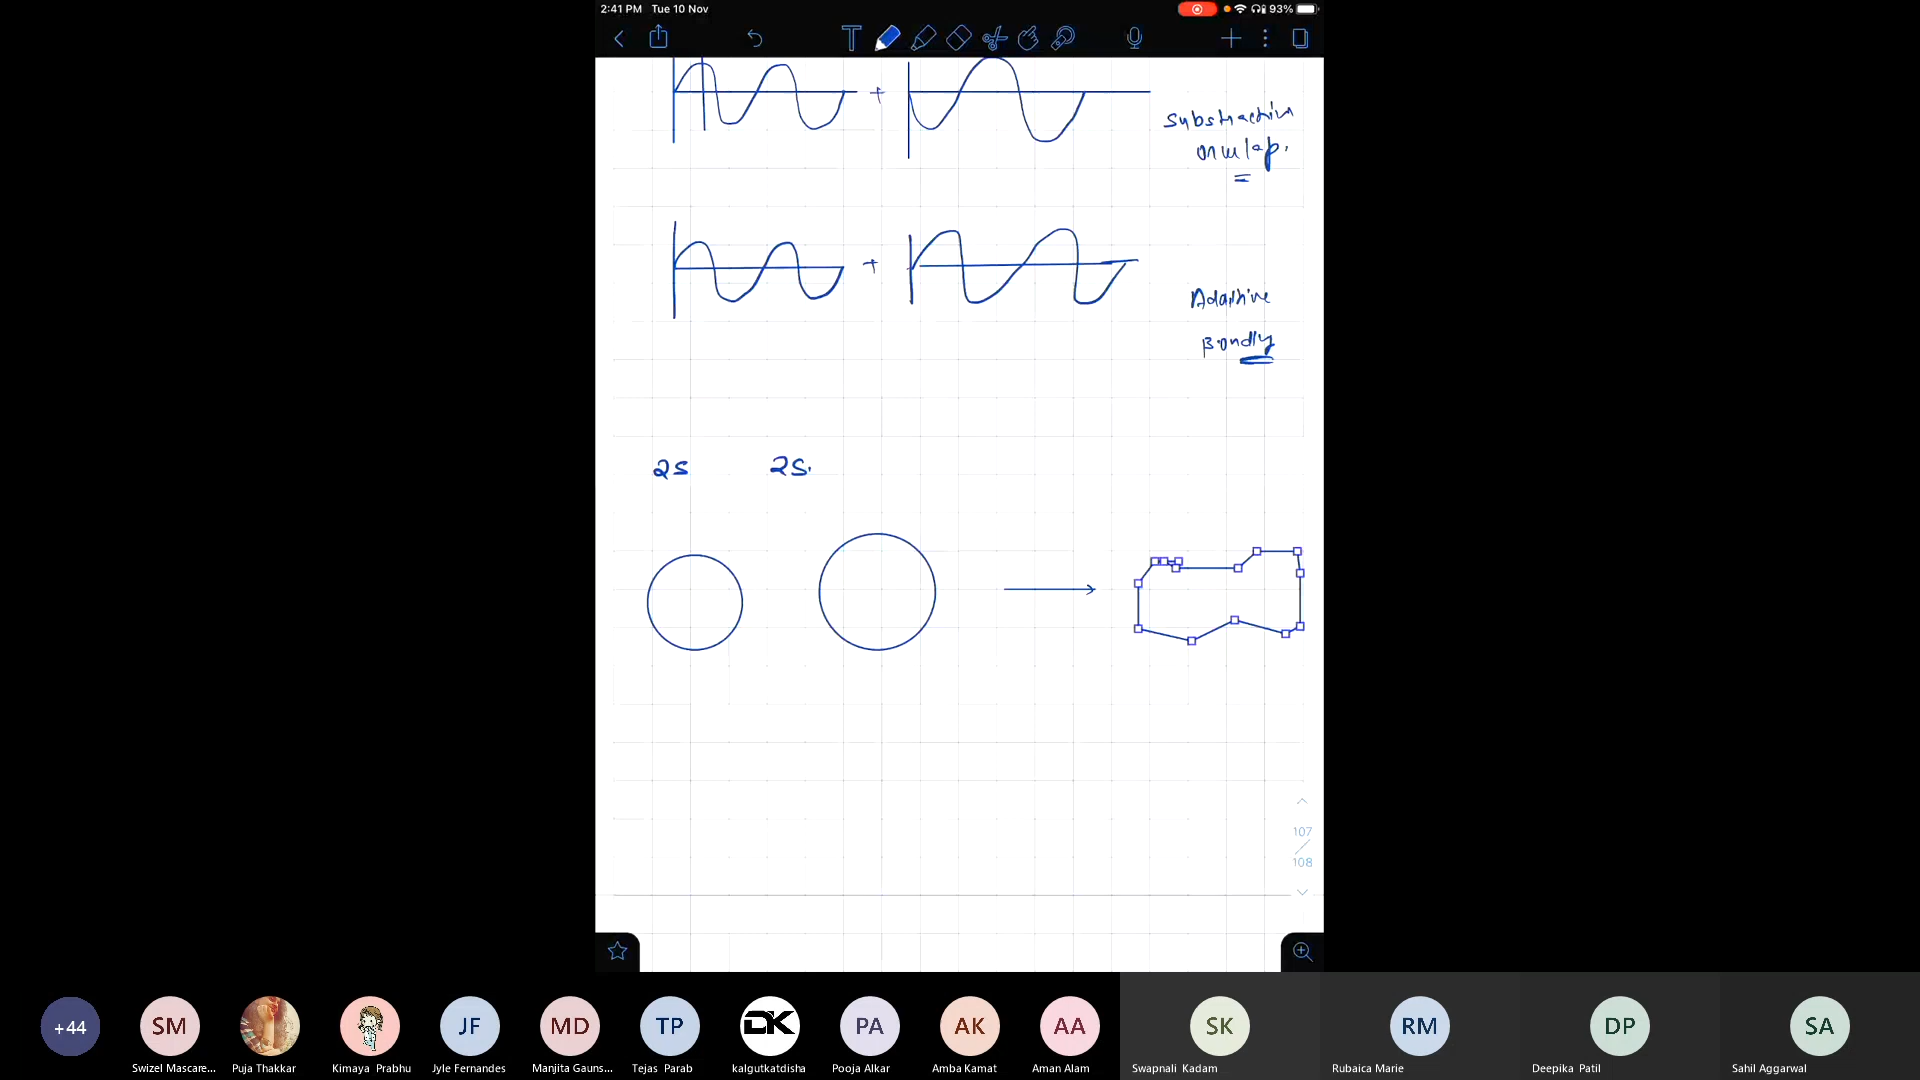 2:41 PM Tue 10 Nov
93%
T
+
Substraction
overlap.
+
Additive
Bonding
2s 2s.
107
108
+44
SM
JF
MD
TP
DK
PA
AK
AA
SK
RM
DP
SA
Swizel Mascare...
Puja Thakkar
Kimaya Prabhu
Jyle Fernandes
Manjita Gauns...
Tejas Parab
kalgutkatdisha
Pooja Alkar
Amba Kamat
Aman Alam
Swapnali Kadam
Rubaica Marie
Deepika Patil
Sahil Aggarwal